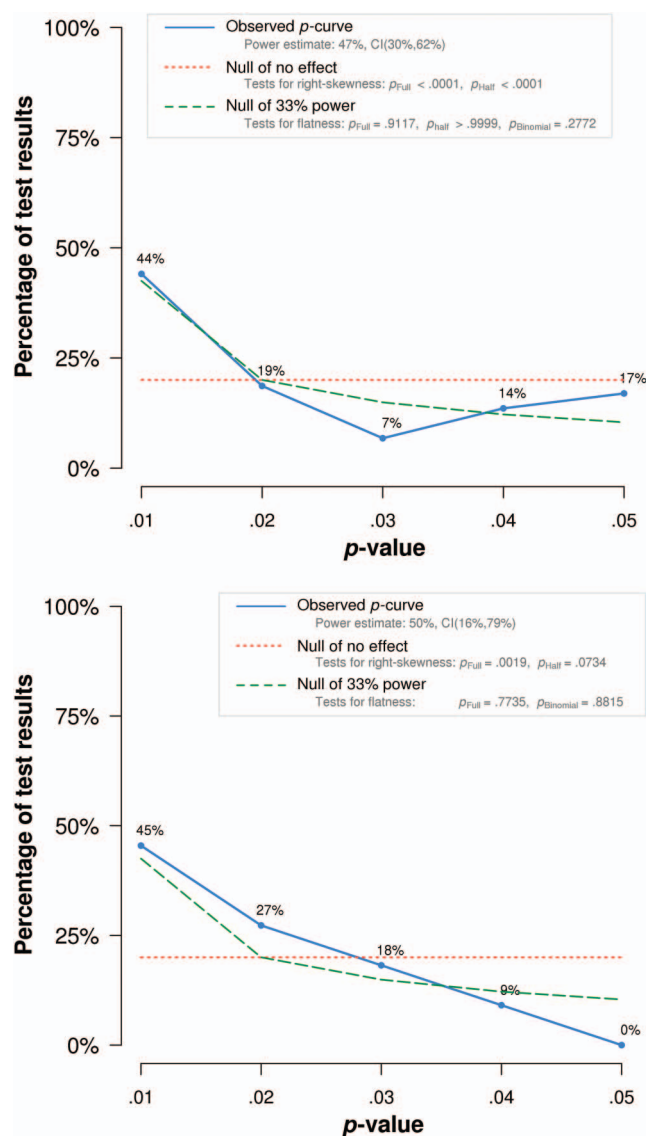 100%
75%
50%
25%
0%
Percentage of test results
Observed p-curve
Power estimate: 47%, CI(30%,62%)
Null of no effect
Tests for right-skewness: pFull < .0001, pHalf < .0001
Null of 33% power
Tests for flatness: pFull = .9117, phalf > .9999, pBinomial = .2772
44%
19%
7%
14%
17%
.01 .02 .03 .04 .05
p-value
100%
75%
50%
25%
0%
Percentage of test results
Observed p-curve
Power estimate: 50%, CI(16%,79%)
Null of no effect
Tests for right-skewness: pFull = .0019, pHalf = .0734
Null of 33% power
Tests for flatness: pFull = .7735, pBinomial = .8815
45%
27%
18%
9%
0%
.01 .02 .03 .04 .05
p-value